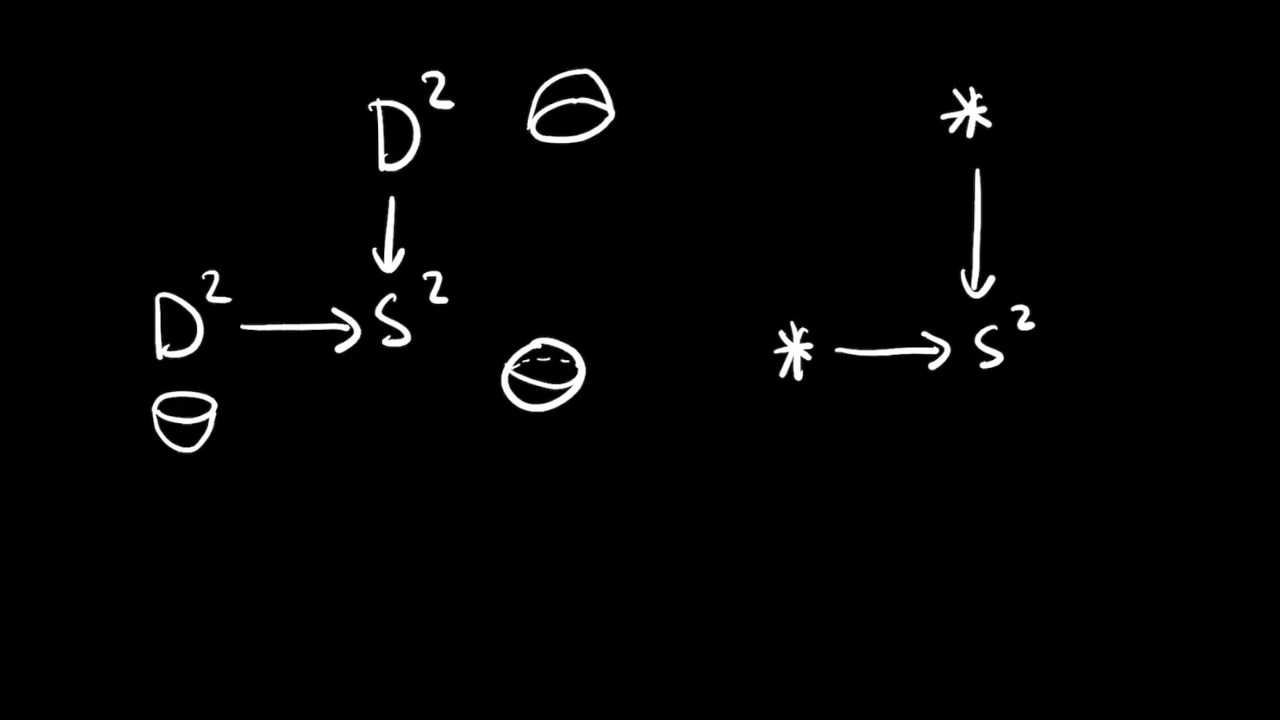 D² *
↓ ↓
D² → S² * → S²